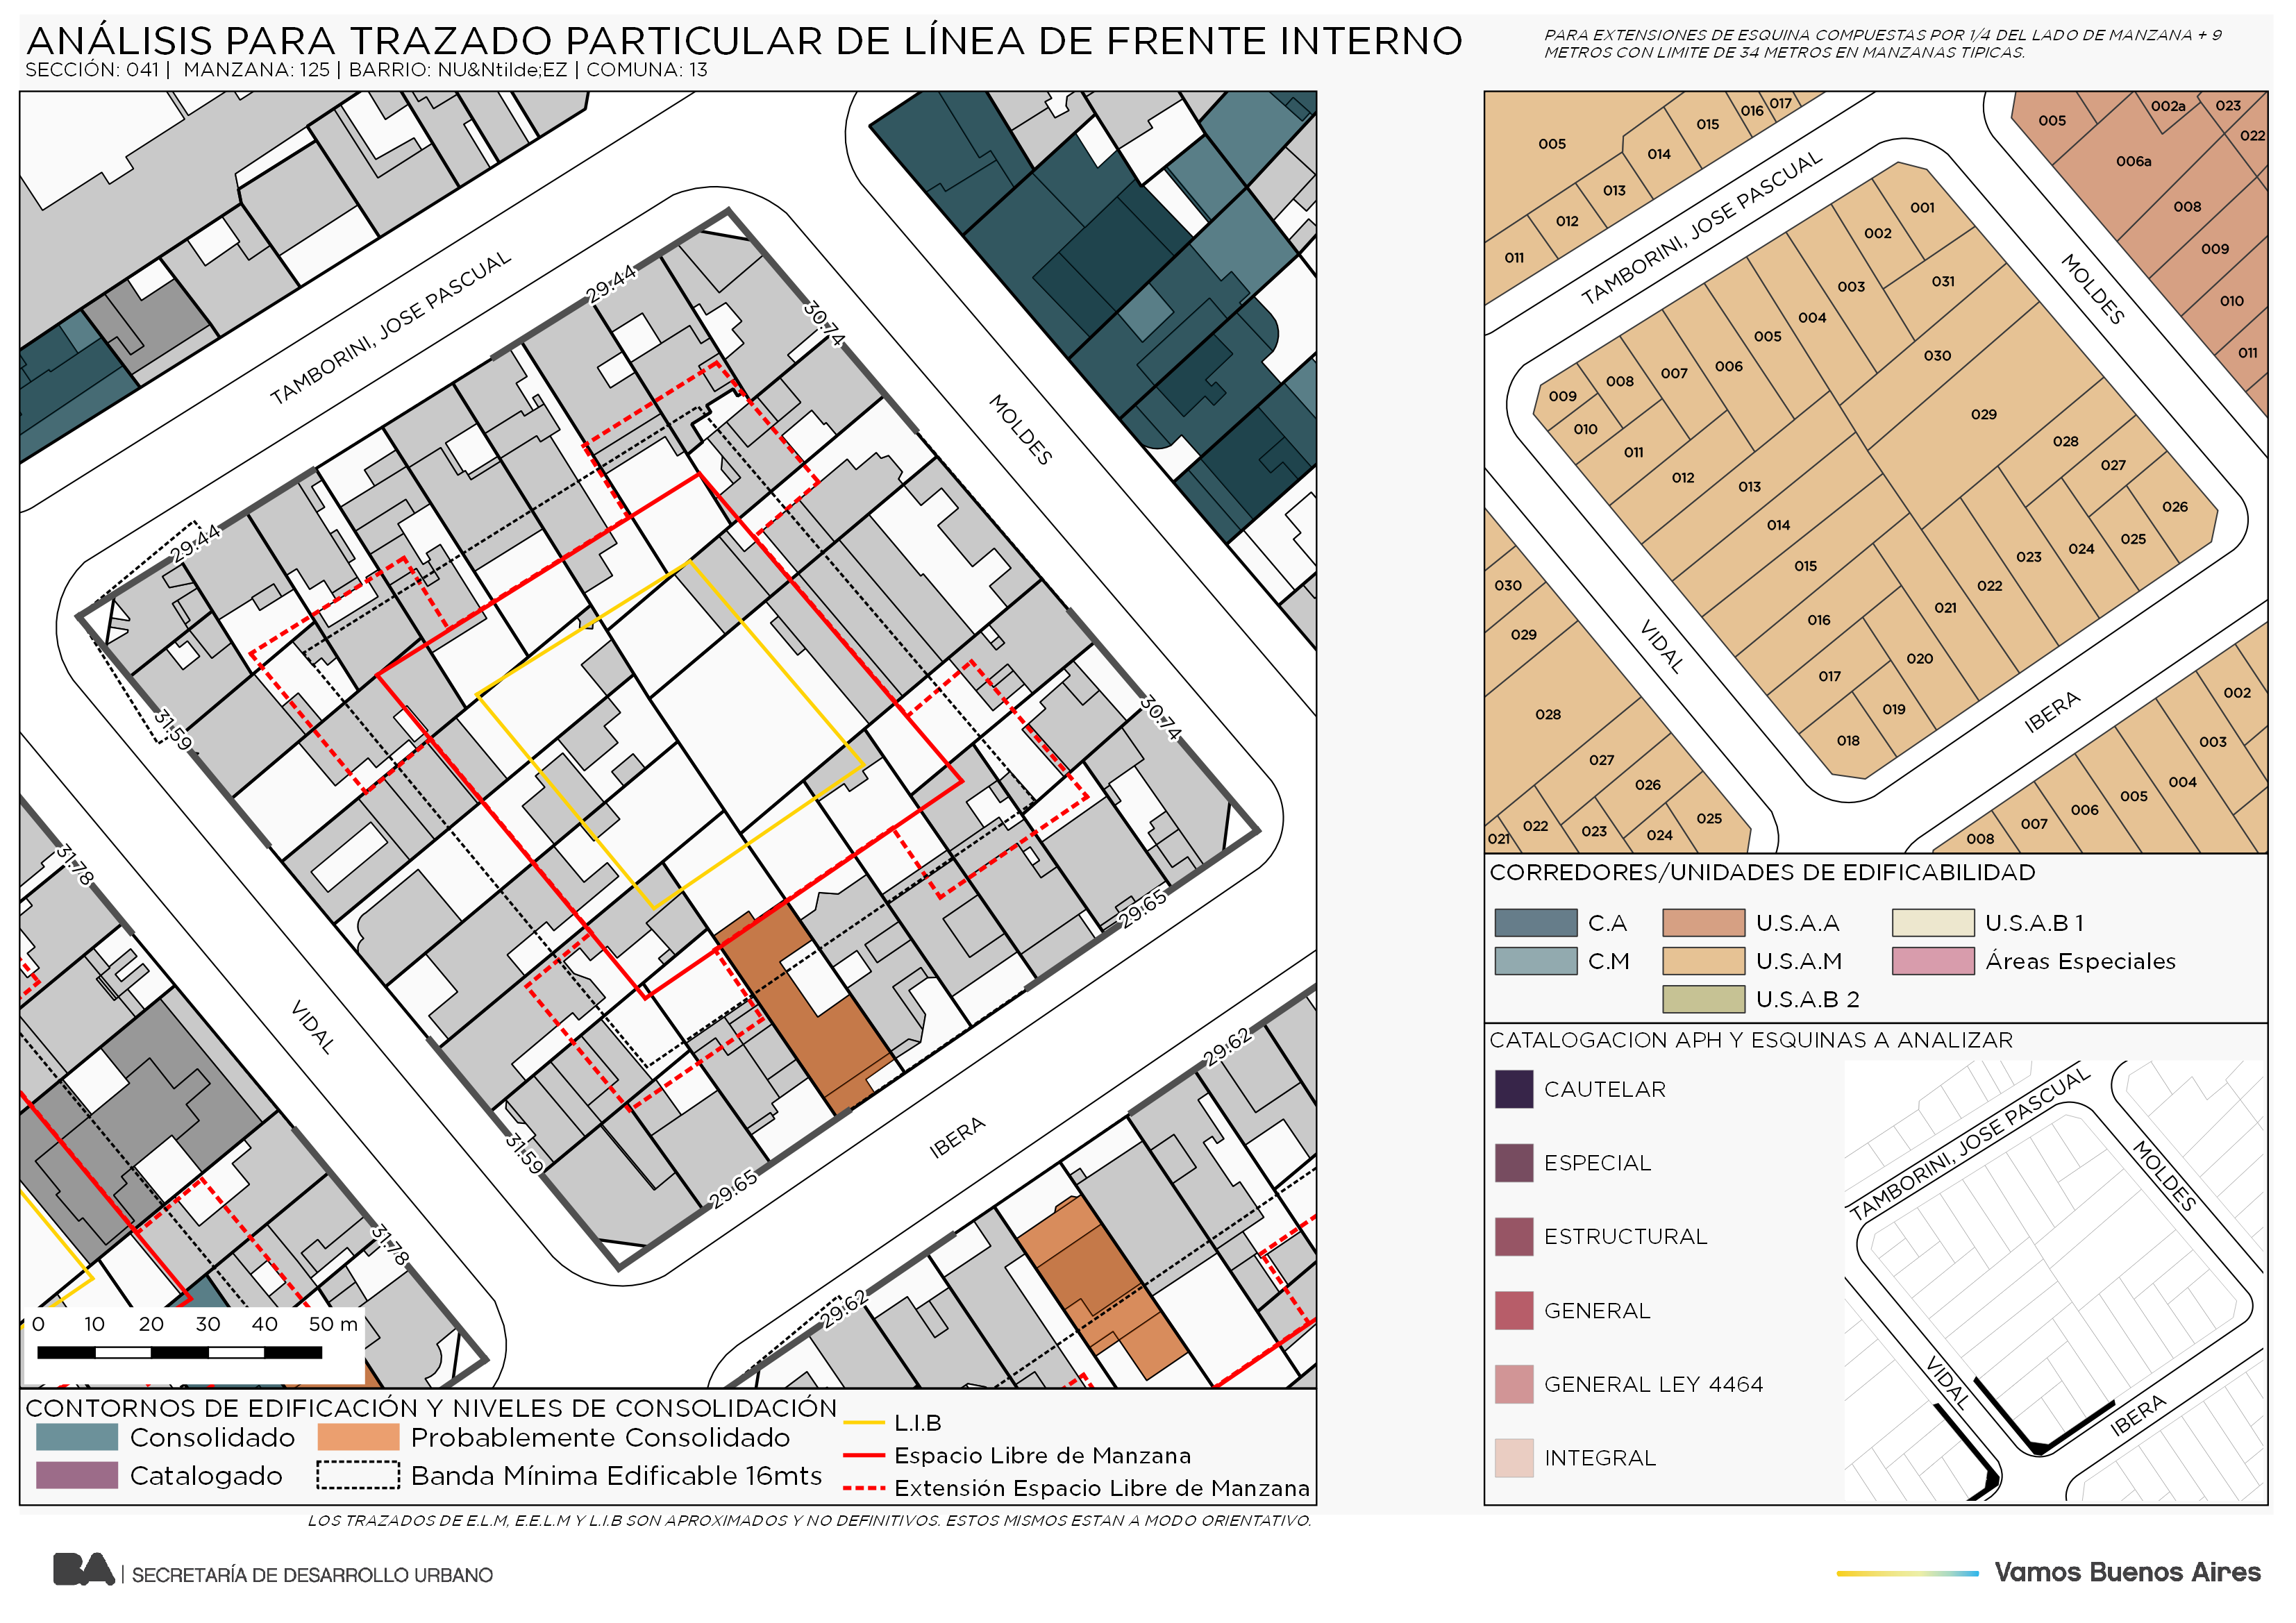 ANÁLISIS PARA TRAZADO PARTICULAR DE LÍNEA DE FRENTE INTERNO
SECCIÓN: 041 | MANZANA: 125 | BARRIO: NU&Ntilde;EZ | COMUNA: 13
PARA EXTENSIONES DE ESQUINA COMPUESTAS POR 1/4 DEL LADO DE MANZANA + 9
METROS CON LIMITE DE 34 METROS EN MANZANAS TIPICAS.
TAMBORINI, JOSE PASCUAL
MOLDES
VIDAL
IBERA
29.44
30.74
29.44
31.59
30.74
29.65
31.59
29.65
31.78
31.78
29.62
29.62
0 10 20 30 40 50 m
CONTORNOS DE EDIFICACIÓN Y NIVELES DE CONSOLIDACIÓN
Consolidado
Probablemente Consolidado
Catalogado
Banda Mínima Edificable 16mts
L.I.B
Espacio Libre de Manzana
Extensión Espacio Libre de Manzana
LOS TRAZADOS DE E.L.M, E.E.L.M Y L.I.B SON APROXIMADOS Y NO DEFINITIVOS. ESTOS MISMOS ESTAN A MODO ORIENTATIVO.
005
015
016
017
014
013
012
011
005
002a
023
022
006a
008
009
010
011
TAMBORINI, JOSE PASCUAL
MOLDES
VIDAL
IBERA
001
002
003
031
004
005
006
007
008
009
010
011
012
013
014
015
016
017
018
019
020
021
022
023
024
025
026
027
028
029
030
030
029
028
027
026
025
024
023
022
021
002
003
004
005
006
007
008
CORREDORES/UNIDADES DE EDIFICABILIDAD
C.A
U.S.A.A
U.S.A.B 1
C.M
U.S.A.M
Áreas Especiales
U.S.A.B 2
CATALOGACION APH Y ESQUINAS A ANALIZAR
CAUTELAR
ESPECIAL
ESTRUCTURAL
GENERAL
GENERAL LEY 4464
INTEGRAL
TAMBORINI, JOSE PASCUAL
MOLDES
VIDAL
IBERA
BA | SECRETARÍA DE DESARROLLO URBANO
Vamos Buenos Aires